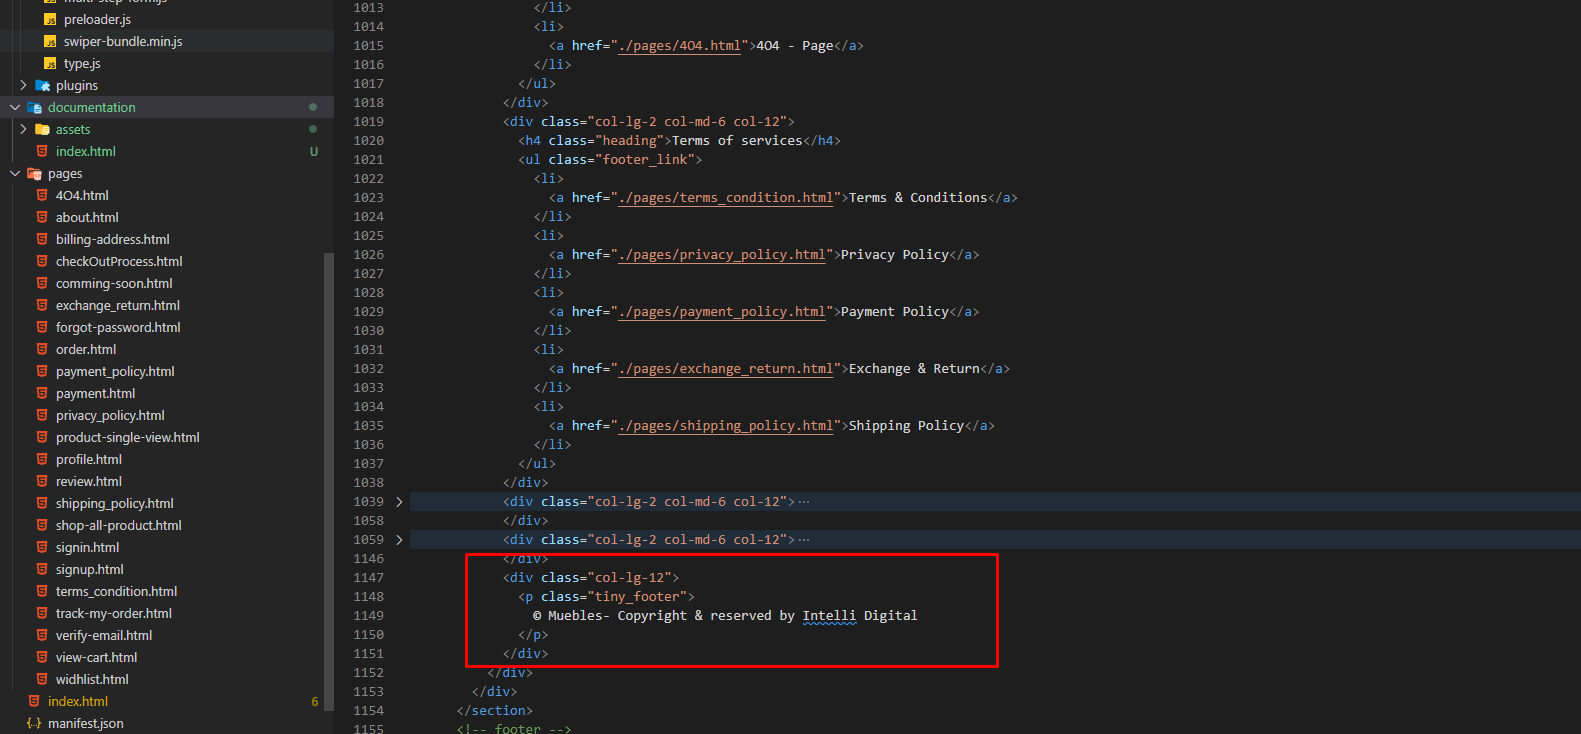 preloader.js
swiper-bundle.min.js
type.js
plugins
documentation
assets
index.html U
pages
404.html
about.html
billing-address.html
checkOutProcess.html
comming-soon.html
exchange_return.html
forgot-password.html
order.html
payment_policy.html
payment.html
privacy_policy.html
product-single-view.html
profile.html
review.html
shipping_policy.html
shop-all-product.html
signin.html
signup.html
terms_condition.html
track-my-order.html
verify-email.html
view-cart.html
widhlist.html
index.html 6
manifest.json
1013 </li>
1014 <li>
1015 <a href="./pages/404.html">404 - Page</a>
1016 </li>
1017 </ul>
1018 </div>
1019 <div class="col-lg-2 col-md-6 col-12">
1020 <h4 class="heading">Terms of services</h4>
1021 <ul class="footer_link">
1022 <li>
1023 <a href="./pages/terms_condition.html">Terms & Conditions</a>
1024 </li>
1025 <li>
1026 <a href="./pages/privacy_policy.html">Privacy Policy</a>
1027 </li>
1028 <li>
1029 <a href="./pages/payment_policy.html">Payment Policy</a>
1030 </li>
1031 <li>
1032 <a href="./pages/exchange_return.html">Exchange & Return</a>
1033 </li>
1034 <li>
1035 <a href="./pages/shipping_policy.html">Shipping Policy</a>
1036 </li>
1037 </ul>
1038 </div>
1039 <div class="col-lg-2 col-md-6 col-12">…
1058 </div>
1059 <div class="col-lg-2 col-md-6 col-12">…
1146 </div>
1147 <div class="col-lg-12">
1148 <p class="tiny_footer">
1149 © Muebles- Copyright & reserved by Intelli Digital
1150 </p>
1151 </div>
1152 </div>
1153 </div>
1154 </section>
1155 <!-- footer -->